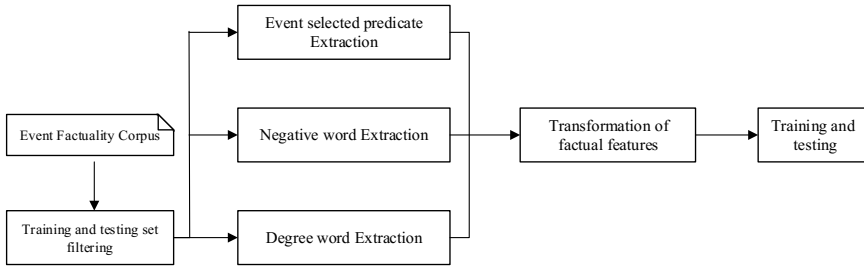 Event Factuality Corpus
Training and testing set
filtering
Event selected predicate
Extraction
Negative word Extraction
Degree word Extraction
Transformation of
factual features
Training and
testing